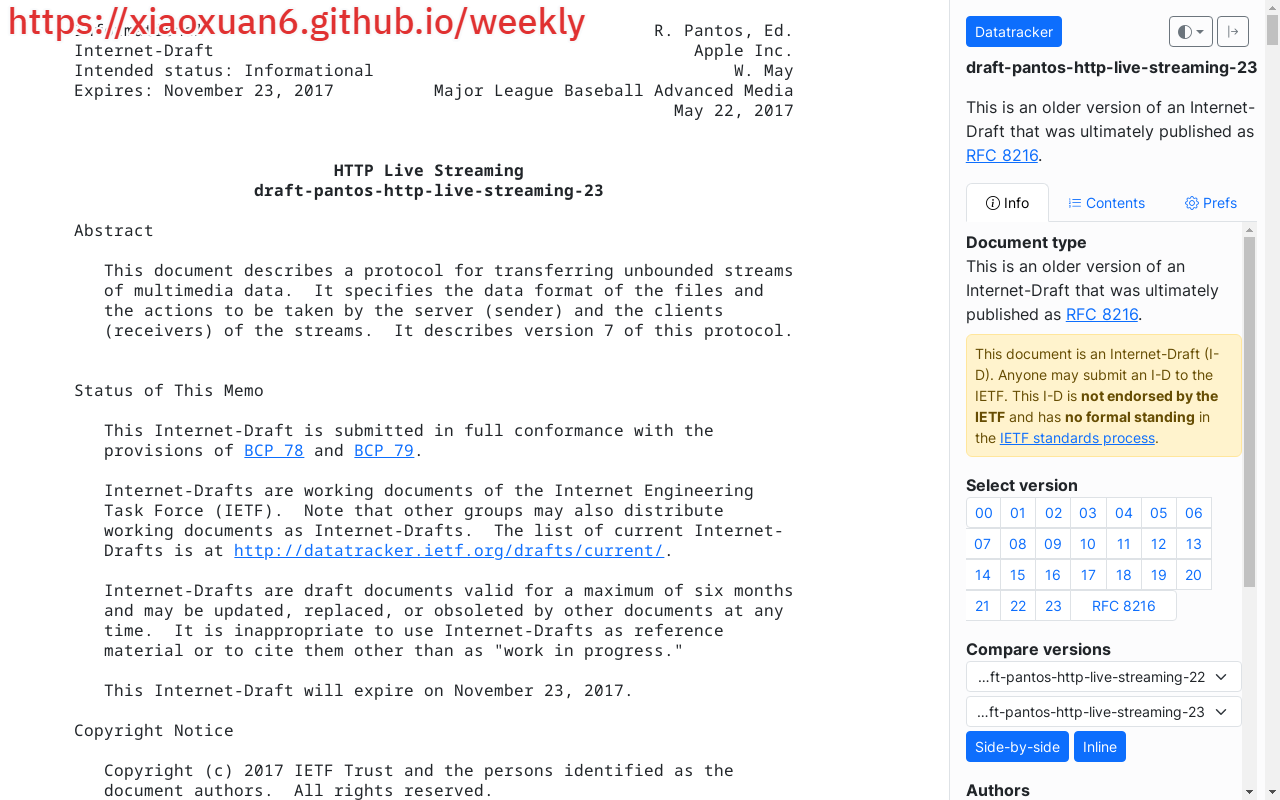 https://xiaoxuan6.github.io/weekly
R. Pantos, Ed.
Internet-Draft Apple Inc.
Intended status: Informational W. May
Expires: November 23, 2017 Major League Baseball Advanced Media
May 22, 2017
HTTP Live Streaming
draft-pantos-http-live-streaming-23
Abstract
This document describes a protocol for transferring unbounded streams
of multimedia data. It specifies the data format of the files and
the actions to be taken by the server (sender) and the clients
(receivers) of the streams. It describes version 7 of this protocol.
Status of This Memo
This Internet-Draft is submitted in full conformance with the
provisions of BCP 78 and BCP 79.
Internet-Drafts are working documents of the Internet Engineering
Task Force (IETF). Note that other groups may also distribute
working documents as Internet-Drafts. The list of current Internet-
Drafts is at http://datatracker.ietf.org/drafts/current/.
Internet-Drafts are draft documents valid for a maximum of six months
and may be updated, replaced, or obsoleted by other documents at any
time. It is inappropriate to use Internet-Drafts as reference
material or to cite them other than as "work in progress."
This Internet-Draft will expire on November 23, 2017.
Copyright Notice
Copyright (c) 2017 IETF Trust and the persons identified as the
document authors. All rights reserved.
Datatracker
draft-pantos-http-live-streaming-23
This is an older version of an Internet-
Draft that was ultimately published as
RFC 8216.
Info Contents Prefs
Document type
This is an older version of an
Internet-Draft that was ultimately
published as RFC 8216.
This document is an Internet-Draft (I-
D). Anyone may submit an I-D to the
IETF. This I-D is not endorsed by the
IETF and has no formal standing in
the IETF standards process.
Select version
00 01 02 03 04 05 06
07 08 09 10 11 12 13
14 15 16 17 18 19 20
21 22 23 RFC 8216
Compare versions
...ft-pantos-http-live-streaming-22
...ft-pantos-http-live-streaming-23
Side-by-side Inline
Authors